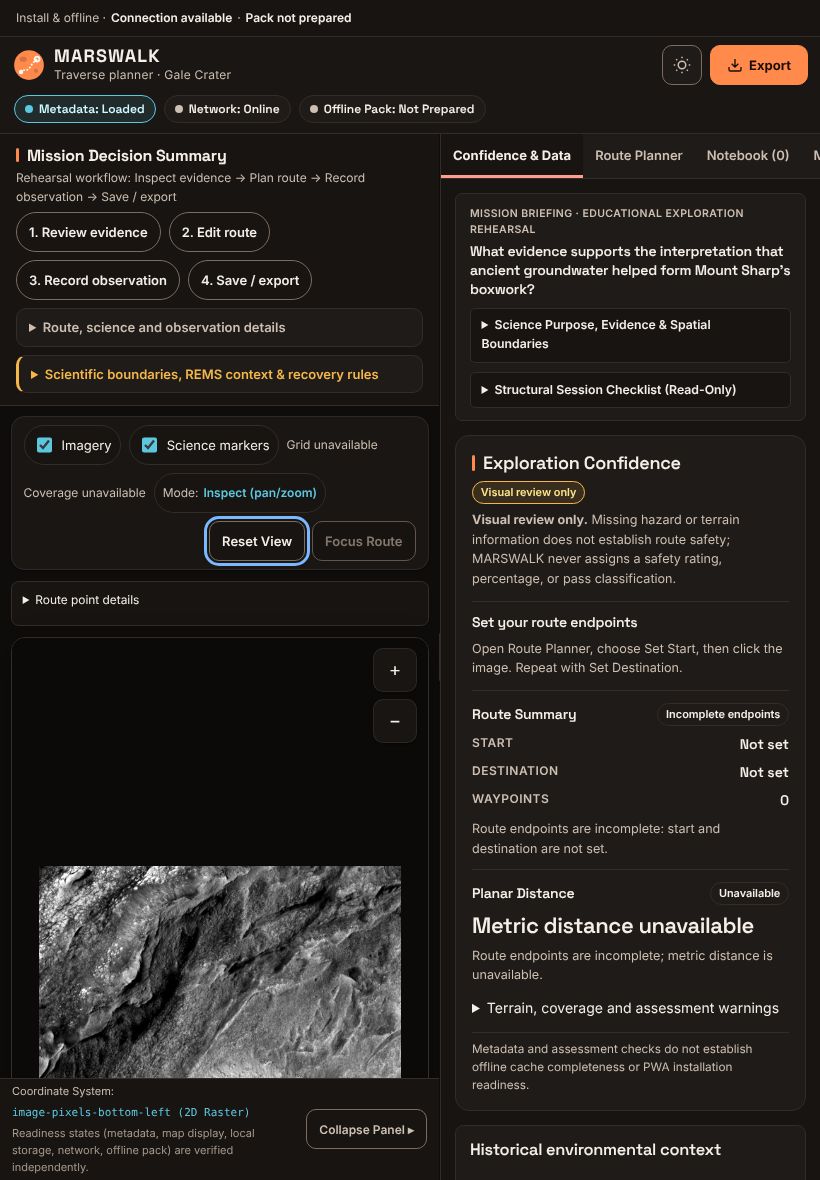 Install & offline · Connection available · Pack not prepared
MARSWALK
Traverse planner · Gale Crater
Export
Metadata: Loaded
Network: Online
Offline Pack: Not Prepared
Mission Decision Summary
Rehearsal workflow: Inspect evidence → Plan route → Record
observation → Save / export
1. Review evidence
2. Edit route
3. Record observation
4. Save / export
▶ Route, science and observation details
▶ Scientific boundaries, REMS context & recovery rules
Imagery
Science markers
Grid unavailable
Coverage unavailable
Mode: Inspect (pan/zoom)
Reset View
Focus Route
▶ Route point details
+
−
Coordinate System:
image-pixels-bottom-left (2D Raster)
Readiness states (metadata, map display, local
storage, network, offline pack) are verified
independently.
Collapse Panel ▸
Confidence & Data
Route Planner
Notebook (0)
MISSION BRIEFING · EDUCATIONAL EXPLORATION
REHEARSAL
What evidence supports the interpretation that
ancient groundwater helped form Mount Sharp's
boxwork?
▶ Science Purpose, Evidence & Spatial
Boundaries
▶ Structural Session Checklist (Read-Only)
Exploration Confidence
Visual review only
Visual review only. Missing hazard or terrain
information does not establish route safety;
MARSWALK never assigns a safety rating,
percentage, or pass classification.
Set your route endpoints
Open Route Planner, choose Set Start, then click the
image. Repeat with Set Destination.
Route Summary
Incomplete endpoints
START
Not set
DESTINATION
Not set
WAYPOINTS
0
Route endpoints are incomplete: start and
destination are not set.
Planar Distance
Unavailable
Metric distance unavailable
Route endpoints are incomplete; metric distance is
unavailable.
▶ Terrain, coverage and assessment warnings
Metadata and assessment checks do not establish
offline cache completeness or PWA installation
readiness.
Historical environmental context